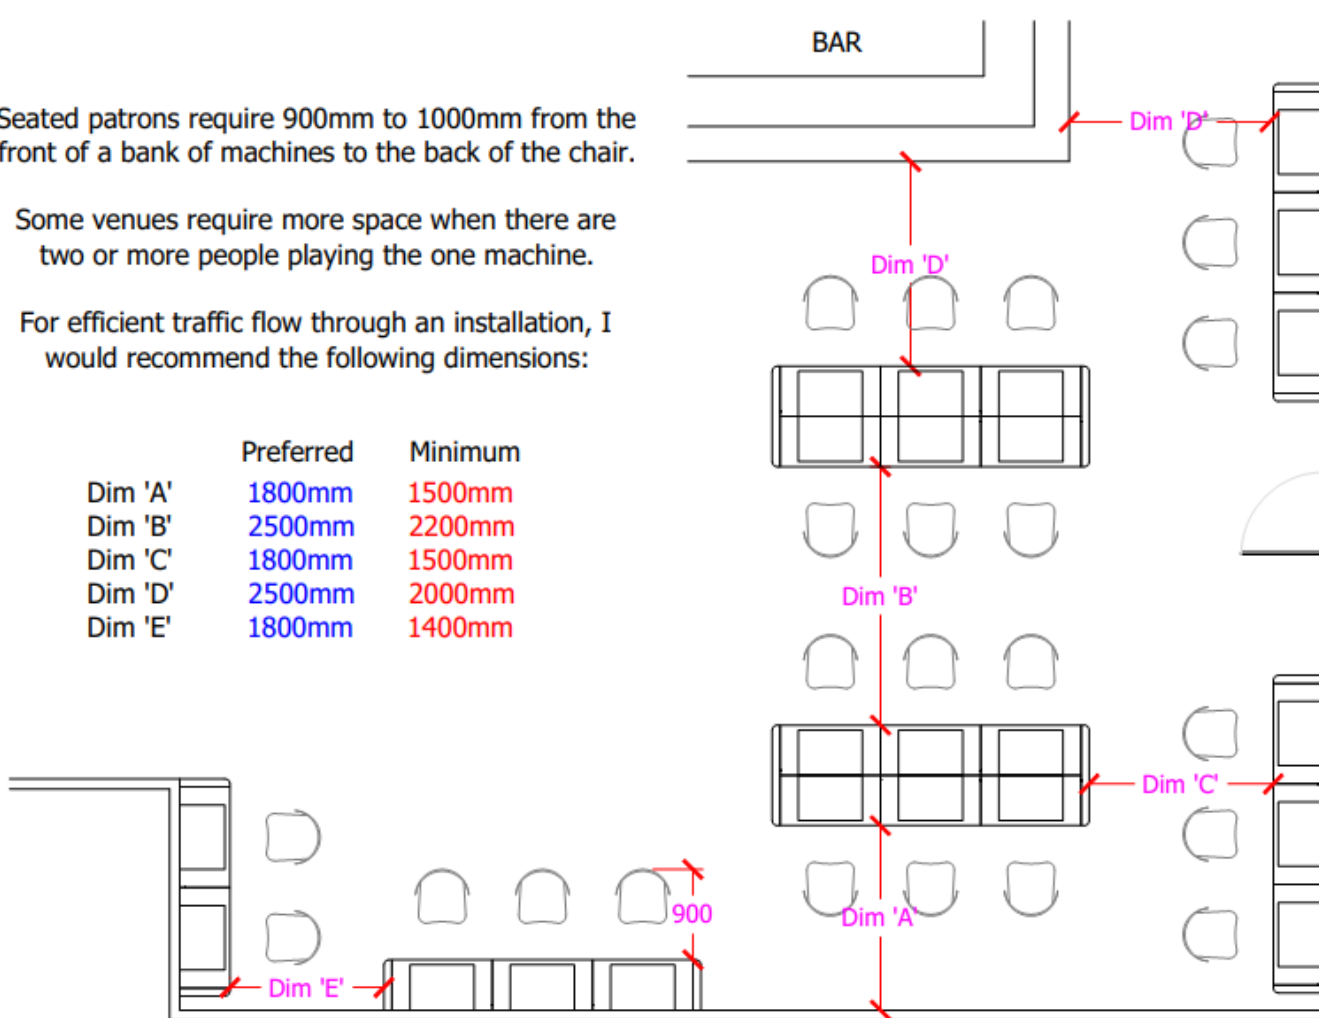 BAR
Seated patrons require 900mm to 1000mm from the
front of a bank of machines to the back of the chair.
Some venues require more space when there are
two or more people playing the one machine.
For efficient traffic flow through an installation, I
would recommend the following dimensions:
Preferred Minimum
Dim 'A' 1800mm 1500mm
Dim 'B' 2500mm 2200mm
Dim 'C' 1800mm 1500mm
Dim 'D' 2500mm 2000mm
Dim 'E' 1800mm 1400mm
Dim 'D'
Dim 'D'
Dim 'B'
Dim 'C'
900
Dim 'A'
Dim 'E'